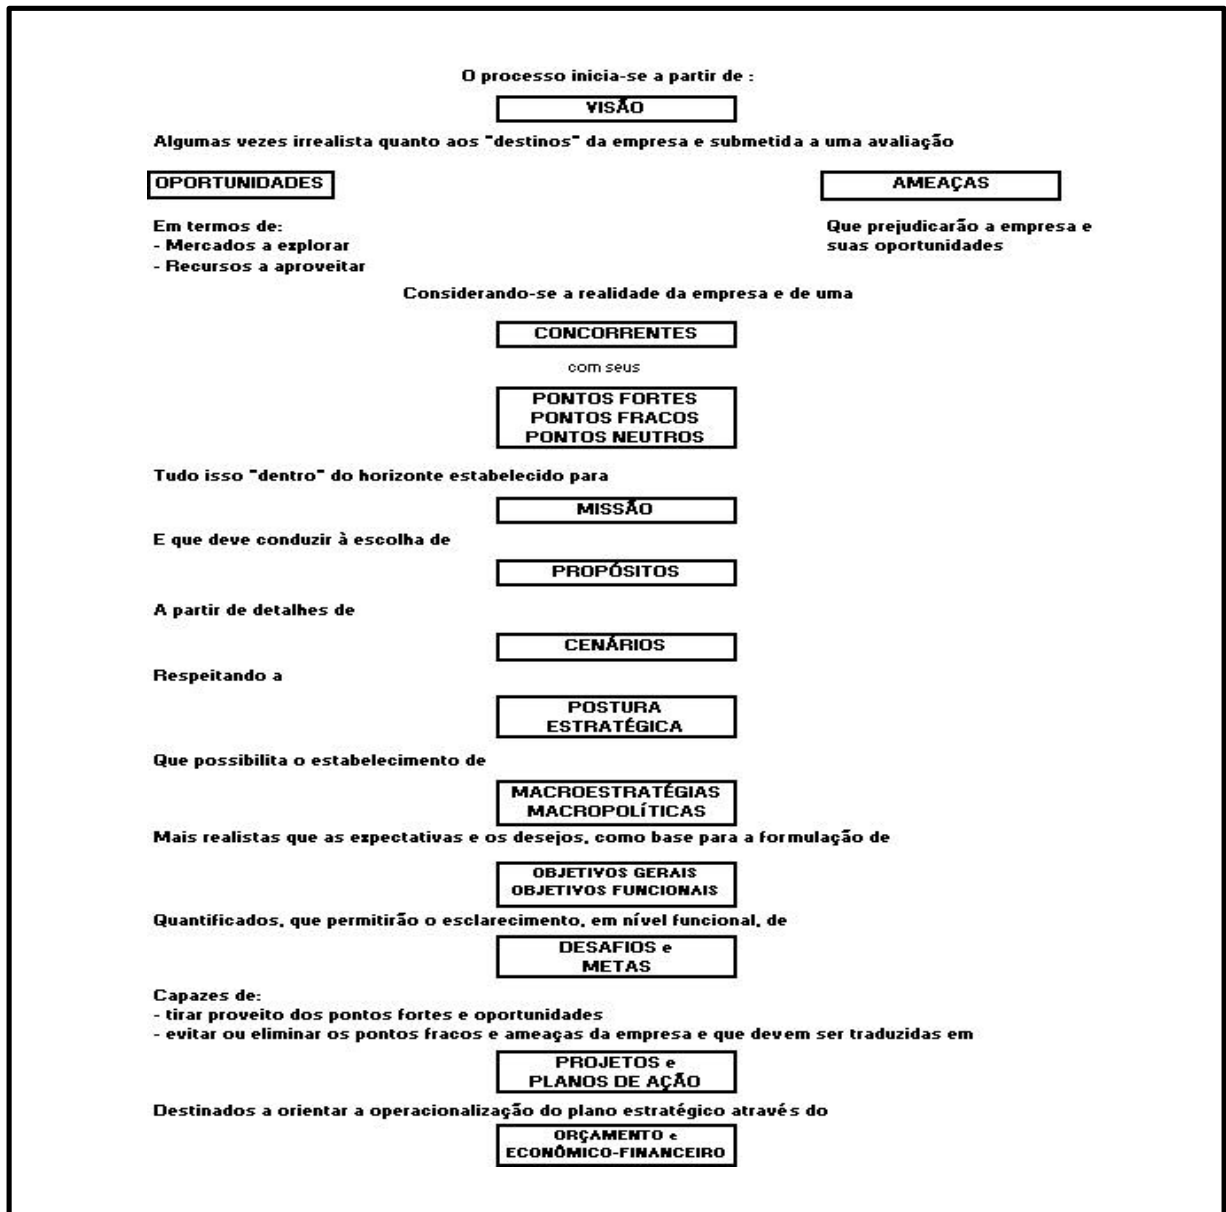 O processo inicia-se a partir de :
VISÃO
Algumas vezes irrealista quanto aos "destinos" da empresa e submetida a uma avaliação
OPORTUNIDADES
AMEAÇAS
Em termos de:
- Mercados a explorar
- Recursos a aproveitar
Que prejudicarão a empresa e
suas oportunidades
Considerando-se a realidade da empresa e de uma
CONCORRENTES
com seus
PONTOS FORTES
PONTOS FRACOS
PONTOS NEUTROS
Tudo isso "dentro" do horizonte estabelecido para
MISSÃO
E que deve conduzir à escolha de
PROPÓSITOS
A partir de detalhes de
CENÁRIOS
Respeitando a
POSTURA
ESTRATÉGICA
Que possibilita o estabelecimento de
MACROESTRATÉGIAS
MACROPOLÍTICAS
Mais realistas que as expectativas e os desejos, como base para a formulação de
OBJETIVOS GERAIS
OBJETIVOS FUNCIONAIS
Quantificados, que permitirão o esclarecimento, em nível funcional, de
DESAFIOS e
METAS
Capazes de:
- tirar proveito dos pontos fortes e oportunidades
- evitar ou eliminar os pontos fracos e ameaças da empresa e que devem ser traduzidas em
PROJETOS e
PLANOS DE AÇÃO
Destinados a orientar a operacionalização do plano estratégico através do
ORÇAMENTO e
ECONÔMICO-FINANCEIRO